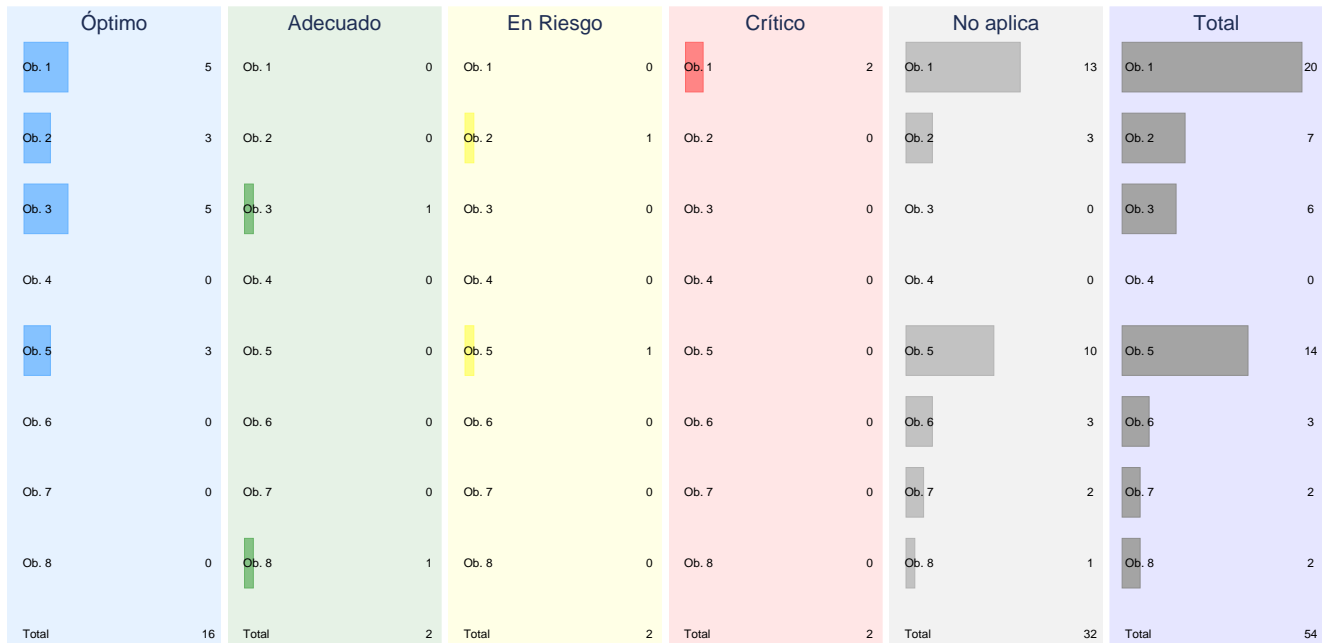 Óptimo Adecuado En Riesgo Crítico No aplica Total
Ob. 1 5 Ob. 1 0 Ob. 1 0 Ob. 1 2 Ob. 1 13 Ob. 1 20
Ob. 2 3 Ob. 2 0 Ob. 2 1 Ob. 2 0 Ob. 2 3 Ob. 2 7
Ob. 3 5 Ob. 3 1 Ob. 3 0 Ob. 3 0 Ob. 3 0 Ob. 3 6
Ob. 4 0 Ob. 4 0 Ob. 4 0 Ob. 4 0 Ob. 4 0 Ob. 4 0
Ob. 5 3 Ob. 5 0 Ob. 5 1 Ob. 5 0 Ob. 5 10 Ob. 5 14
Ob. 6 0 Ob. 6 0 Ob. 6 0 Ob. 6 0 Ob. 6 3 Ob. 6 3
Ob. 7 0 Ob. 7 0 Ob. 7 0 Ob. 7 0 Ob. 7 2 Ob. 7 2
Ob. 8 0 Ob. 8 1 Ob. 8 0 Ob. 8 0 Ob. 8 1 Ob. 8 2
Total 16 Total 2 Total 2 Total 2 Total 32 Total 54